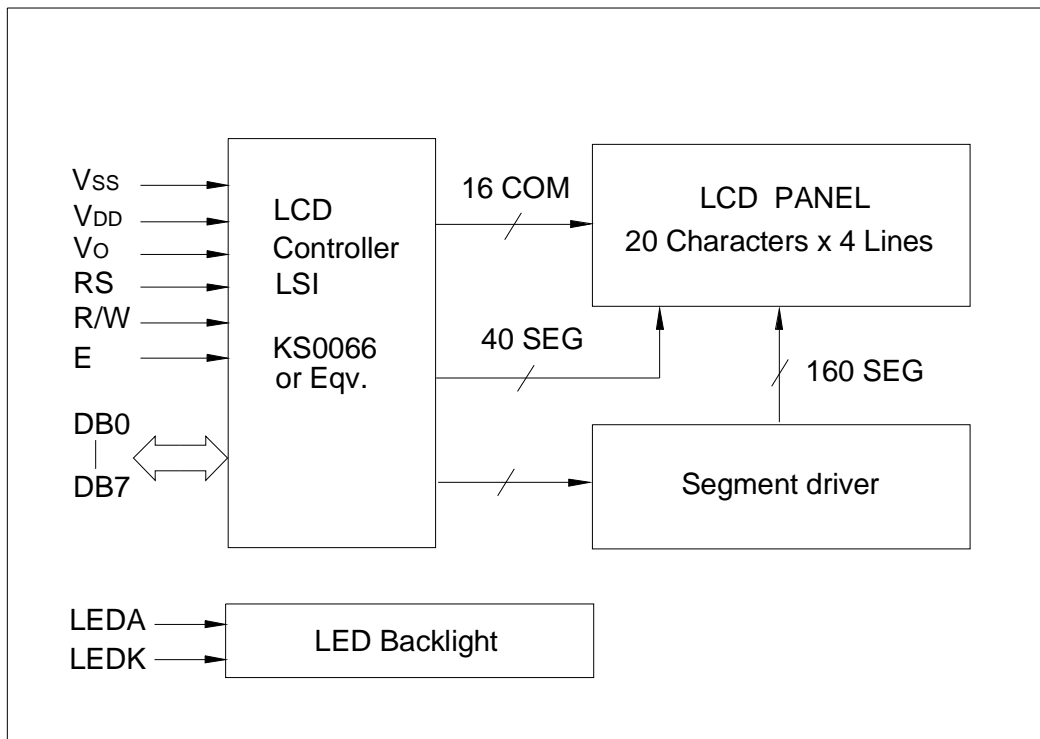 VSS
VDD
VO
RS
R/W
E
DB0
DB7
LCD
Controller
LSI
KS0066
or Eqv.
16 COM
40 SEG
LCD PANEL
20 Characters x 4 Lines
160 SEG
Segment driver
LEDA
LEDK
LED Backlight